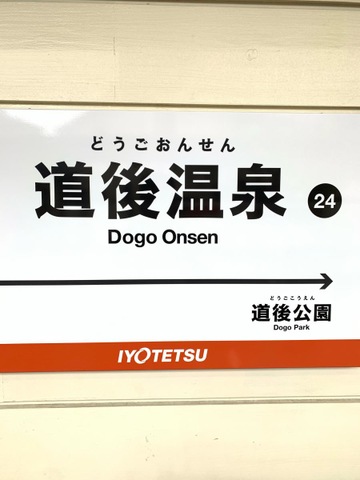 どうごおんせん
道後温泉 24
Dogo Onsen
どうごこうえん
道後公園
Dogo Park
IYOTETSU